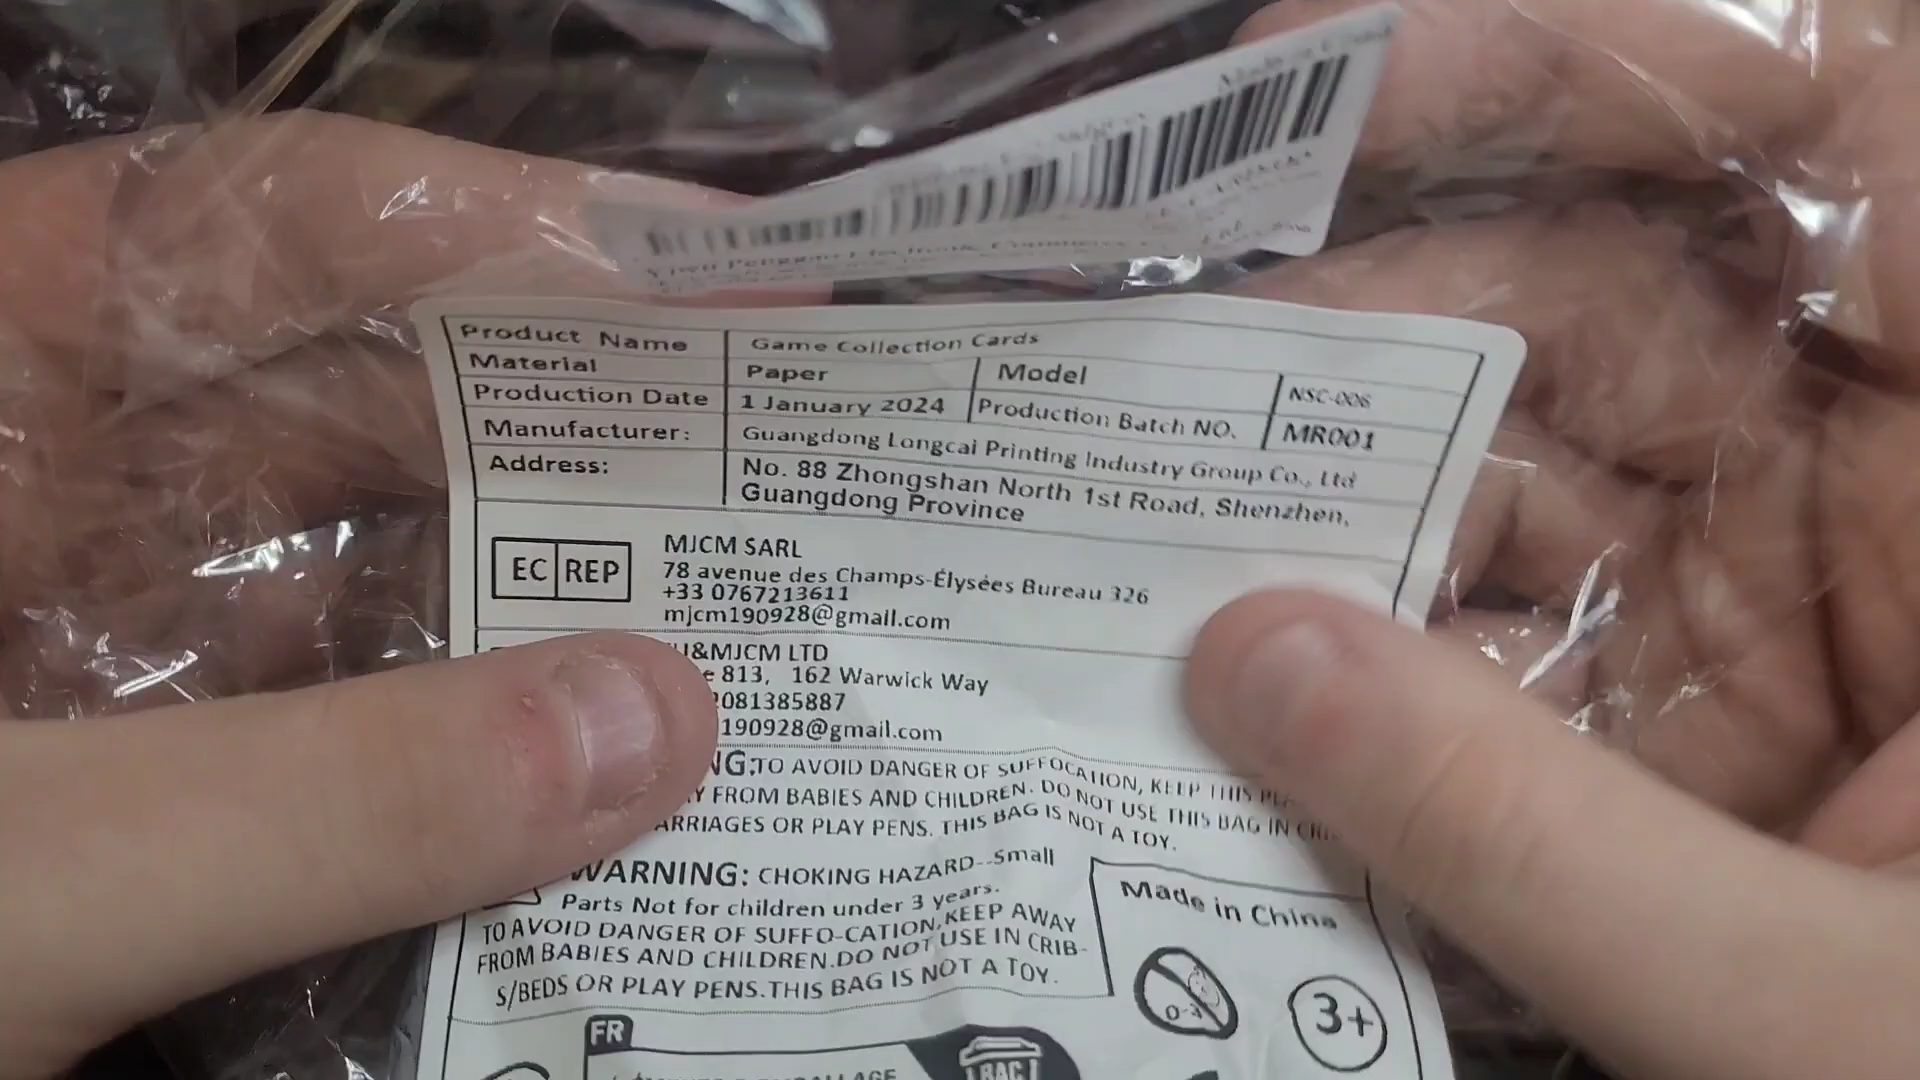 Product Name
Game Collection Cards
Material
Paper
Model
NSC-006
Production Date
1 January 2024
Production Batch NO.
MR001
Manufacturer:
Guangdong Longcai Printing Industry Group Co., Ltd
Address:
No. 88 Zhongshan North 1st Road, Shenzhen,
Guangdong Province
EC REP
MJCM SARL
78 avenue des Champs-Élysées Bureau 326
+33 0767213611
mjcm190928@gmail.com
&MJCM LTD
813, 162 Warwick Way
081385887
190928@gmail.com
TO AVOID DANGER OF SUFFOCATION, KEEP THIS
FROM BABIES AND CHILDREN. DO NOT USE THIS BAG IN
OR PLAY PENS. THIS BAG IS NOT A TOY.
WARNING: CHOKING HAZARD--Small
Parts Not for children under 3 years.
TO AVOID DANGER OF SUFFO-CATION,KEEP AWAY
FROM BABIES AND CHILDREN.DO NOT USE IN CRIB-
S/BEDS OR PLAY PENS.THIS BAG IS NOT A TOY.
Made in China
0-3
3+
FR
BAC